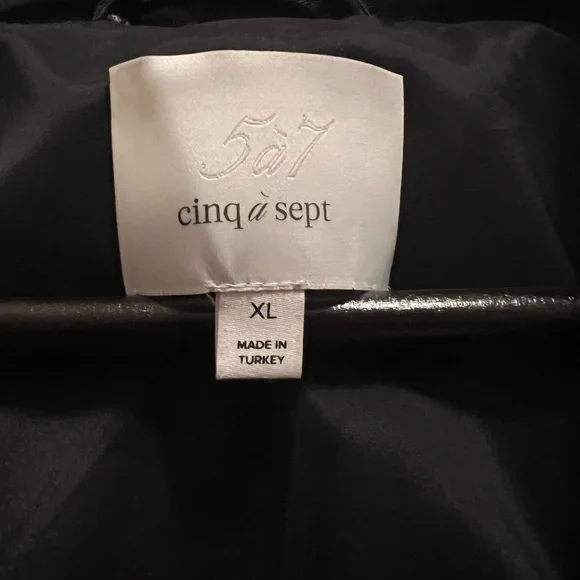 5à7
cinq à sept
XL
MADE IN
TURKEY